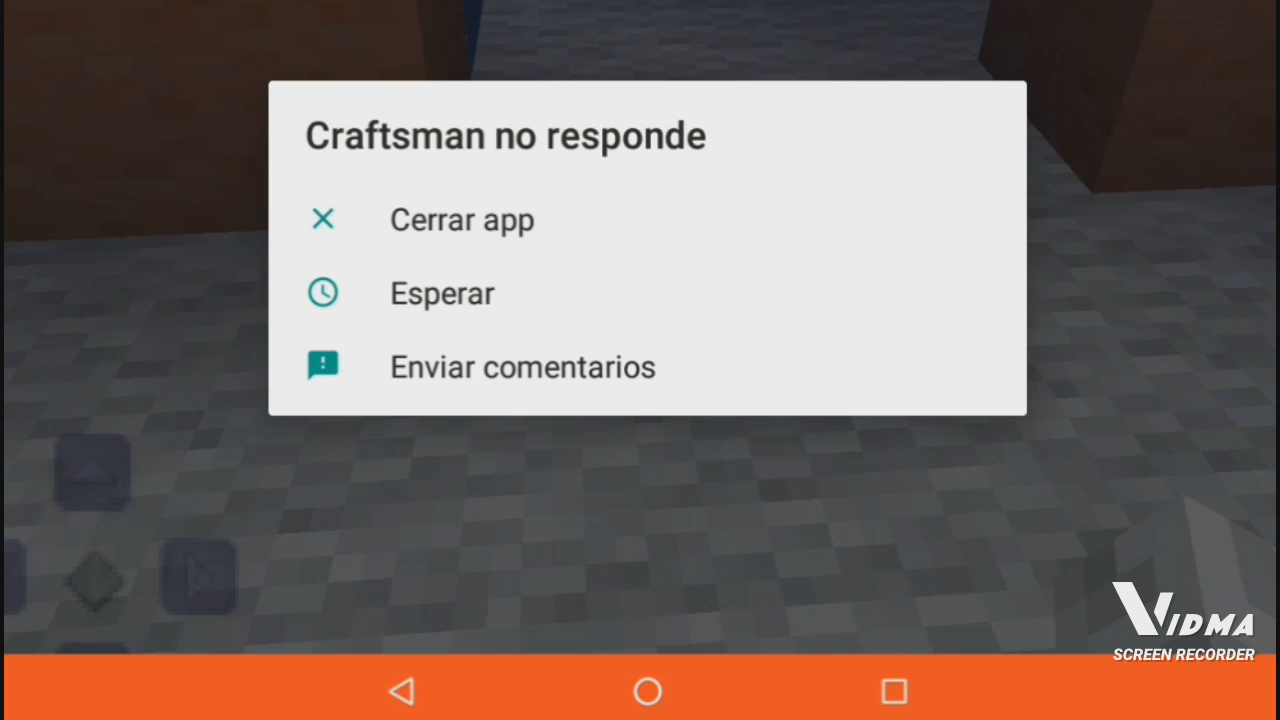 Craftsman no responde
Cerrar app
Esperar
Enviar comentarios
VIDMA
SCREEN RECORDER